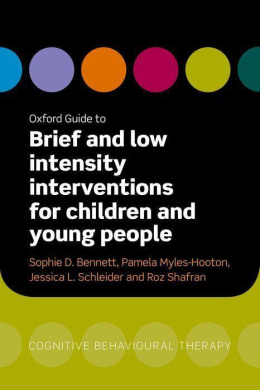 Oxford Guide to
Brief and low
intensity
interventions
for children and
young people
Sophie D. Bennett, Pamela Myles-Hooton,
Jessica L. Schleider and Roz Shafran
COGNITIVE BEHAVIOURAL THERAPY